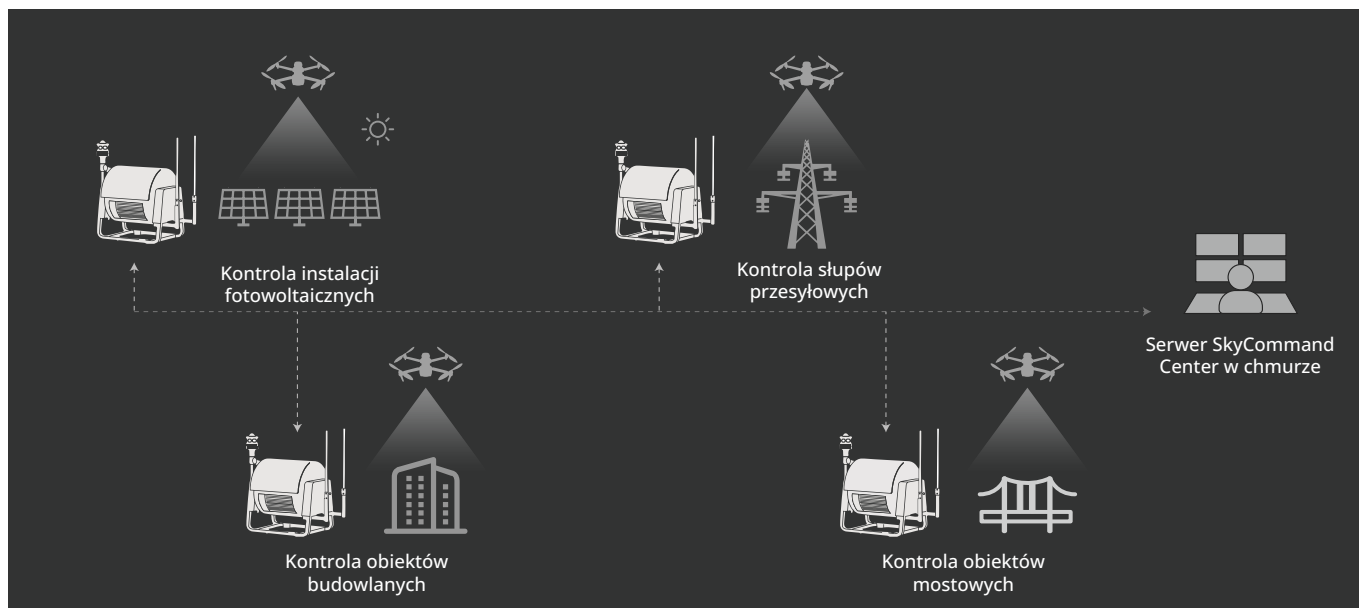 Kontrola instalacji
fotowoltaicznych
Kontrola słupów
przesyłowych
Serwer SkyCommand
Center w chmurze
Kontrola obiektów
budowlanych
Kontrola obiektów
mostowych